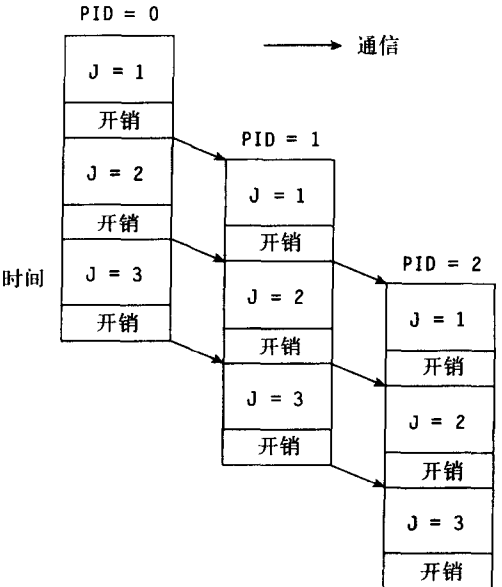 PID = 0
通信
J = 1
开销
PID = 1
J = 2
J = 1
开销
开销
PID = 2
时间
J = 3
J = 2
J = 1
开销
开销
开销
J = 3
J = 2
开销
开销
J = 3
开销